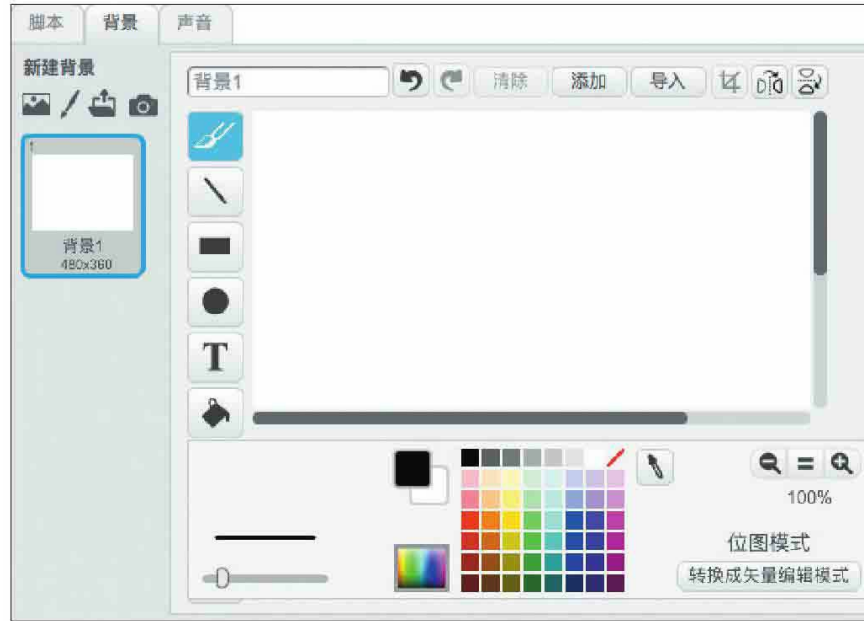 脚本 背景 声音
新建背景
背景1 清除 添加 导入
1
背景1
480x360
T
100%
位图模式
转换成矢量编辑模式